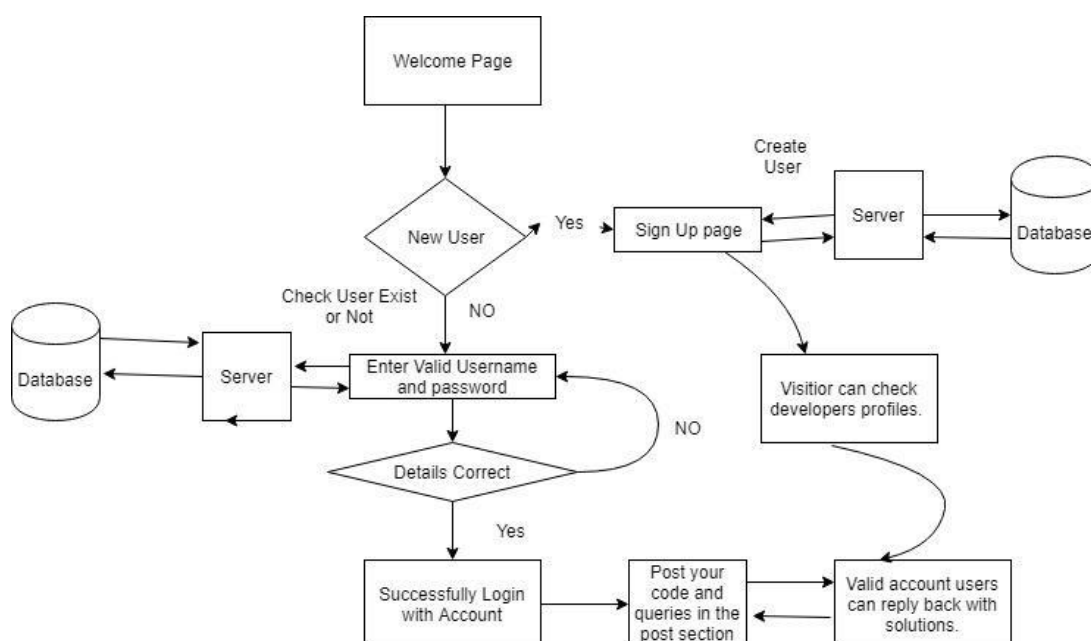 Welcome Page
Create
User
New User
Yes
Sign Up page
Server
Database
Check User Exist
or Not
NO
Database
Server
Enter Valid Username
and password
Visitior can check
developers profiles.
NO
Details Correct
Yes
Successfully Login
with Account
Post your
code and
queries in the
post section
Valid account users
can reply back with
solutions.